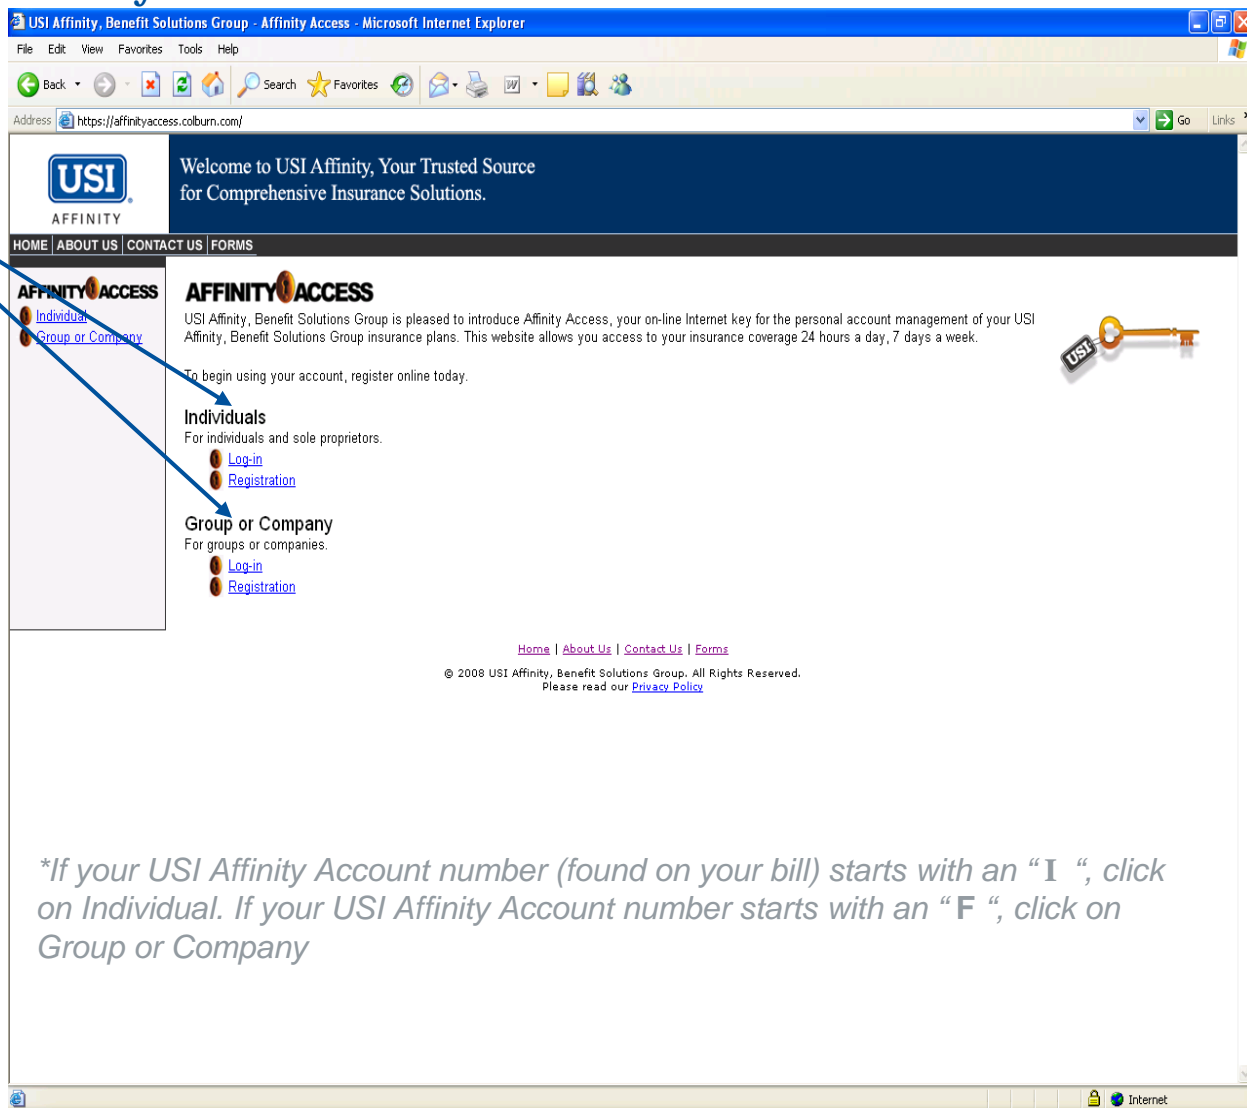 USI Affinity, Benefit Solutions Group - Affinity Access - Microsoft Internet Explorer
File Edit View Favorites Tools Help
Back Search Favorites
Address https://affinityaccess.colburn.com/ Go Links
USI
AFFINITY
Welcome to USI Affinity, Your Trusted Source
for Comprehensive Insurance Solutions.
HOME ABOUT US CONTACT US FORMS
AFFINITY ACCESS
Individual
Group or Company
AFFINITY ACCESS
USI Affinity, Benefit Solutions Group is pleased to introduce Affinity Access, your on-line Internet key for the personal account management of your USI
Affinity, Benefit Solutions Group insurance plans. This website allows you access to your insurance coverage 24 hours a day, 7 days a week.
USI
To begin using your account, register online today.
Individuals
For individuals and sole proprietors.
Log-in
Registration
Group or Company
For groups or companies.
Log-in
Registration
Home | About Us | Contact Us | Forms
© 2008 USI Affinity, Benefit Solutions Group. All Rights Reserved.
Please read our Privacy Policy
*If your USI Affinity Account number (found on your bill) starts with an “ I “, click
on Individual. If your USI Affinity Account number starts with an “ F “, click on
Group or Company
Internet